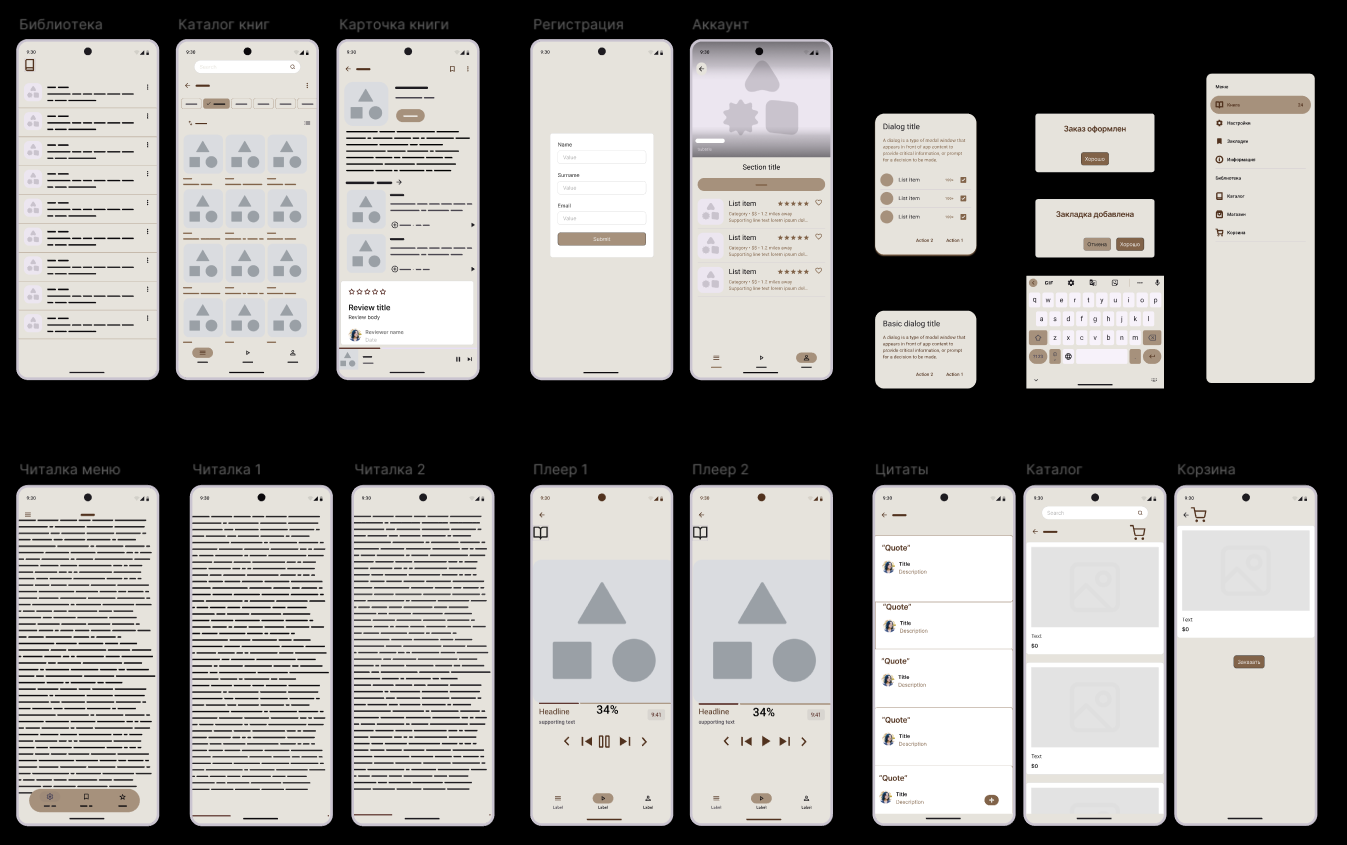 Библиотека
Каталог книг
Карточка книги
Регистрация
Аккаунт
9:30
9:30
Search
9:30
Review title
Review body
Reviewer name
Date
9:30
Name
Value
Surname
Value
Email
Value
Submit
9:30
Section title
List item
Category • $$ • 1.2 miles away
Supporting line text lorem ipsum dol...
List item
Category • $$ • 1.2 miles away
Supporting line text lorem ipsum dol...
List item
Category • $$ • 1.2 miles away
Supporting line text lorem ipsum dol...
Dialog title
A dialog is a type of modal window that
appears in front of app content to
provide critical information, or prompt
for a decision to be made.
List item
List item
List item
Action 2
Action 1
Basic dialog title
A dialog is a type of modal window that
appears in front of app content to
provide critical information, or prompt
for a decision to be made.
Action 2
Action 1
Заказ оформлен
Хорошо
Закладка добавлена
Отмена
Хорошо
GIF
q w e r t y u i o p
a s d f g h j k l
z x c v b n m
?123
Меню
Книги
24
Настройки
Закладки
Информация
Библиотека
Каталог
Магазин
Корзина
Читалка меню
Читалка 1
Читалка 2
Плеер 1
Плеер 2
Цитаты
Каталог
Корзина
9:30
9:30
9:30
9:30
Headline
34%
supporting text
9:41
Label
Label
Label
9:30
Headline
34%
supporting text
9:41
Label
Label
Label
9:30
"Quote"
Title
Description
"Quote"
Title
Description
"Quote"
Title
Description
"Quote"
Title
Description
"Quote"
Title
Description
9:30
Search
Text
$0
Text
$0
9:30
Text
$0
Заказать